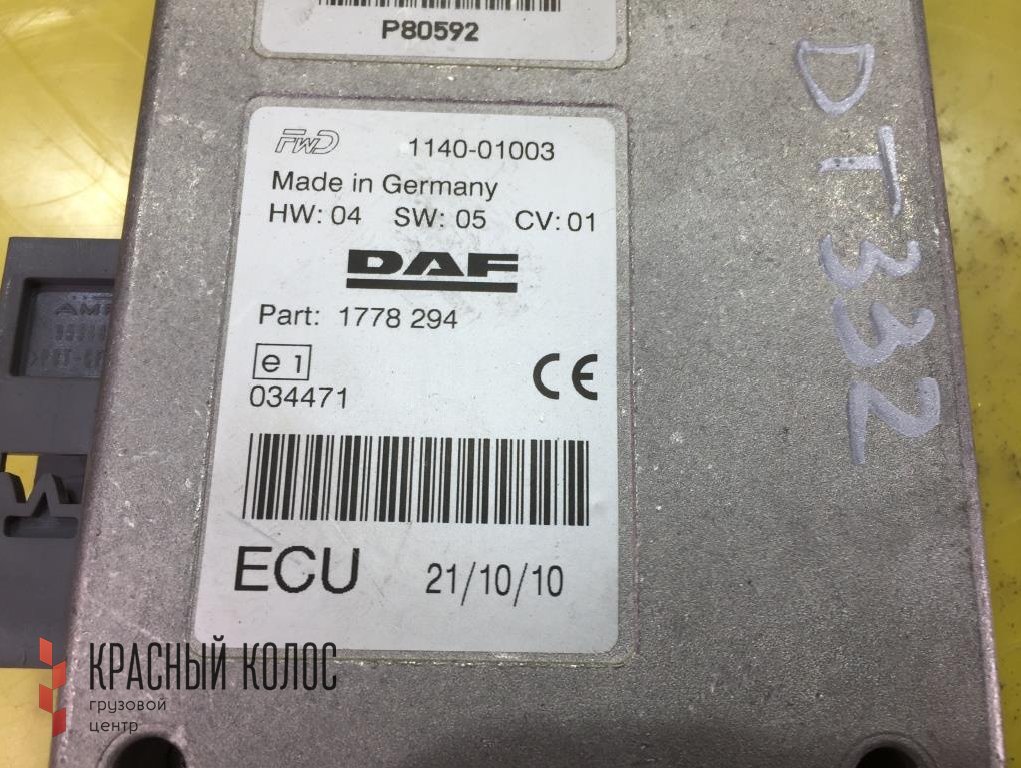 P80592
FWD 1140-01003
Made in Germany
HW: 04 SW: 05 CV: 01
DAF
Part: 1778 294
e 1
034471
CE
ECU 21/10/10
DT332
AMP
КРАСНЫЙ КОЛОС
грузовой
центр